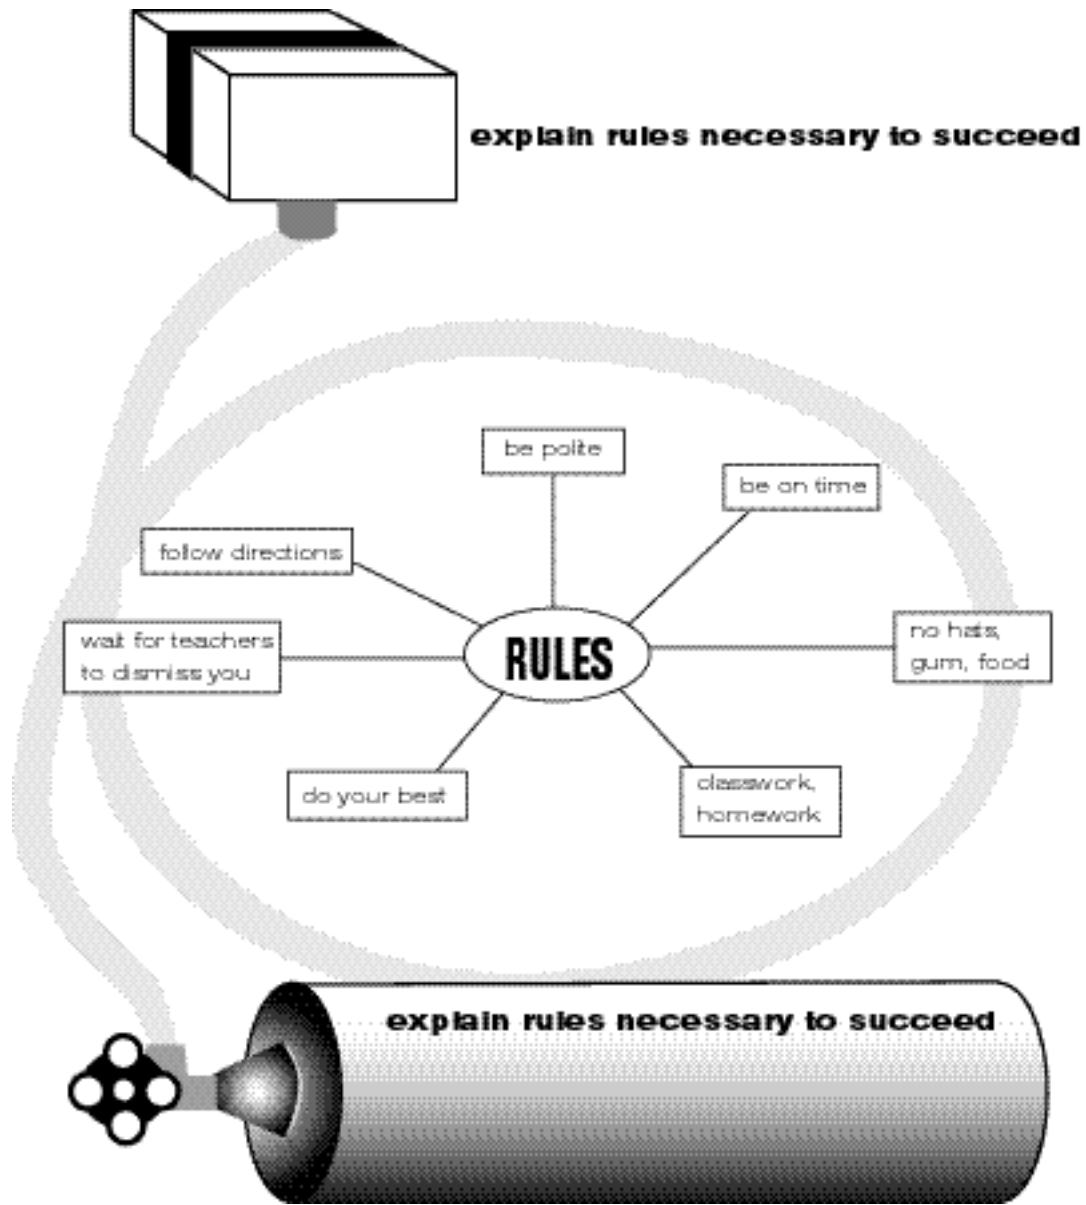 explain rules necessary to succeed
be polite
be on time
follow directions
RULES
no hats,
gum, food
wait for teachers
to dismiss you
do your best
classwork,
homework
explain rules necessary to succeed